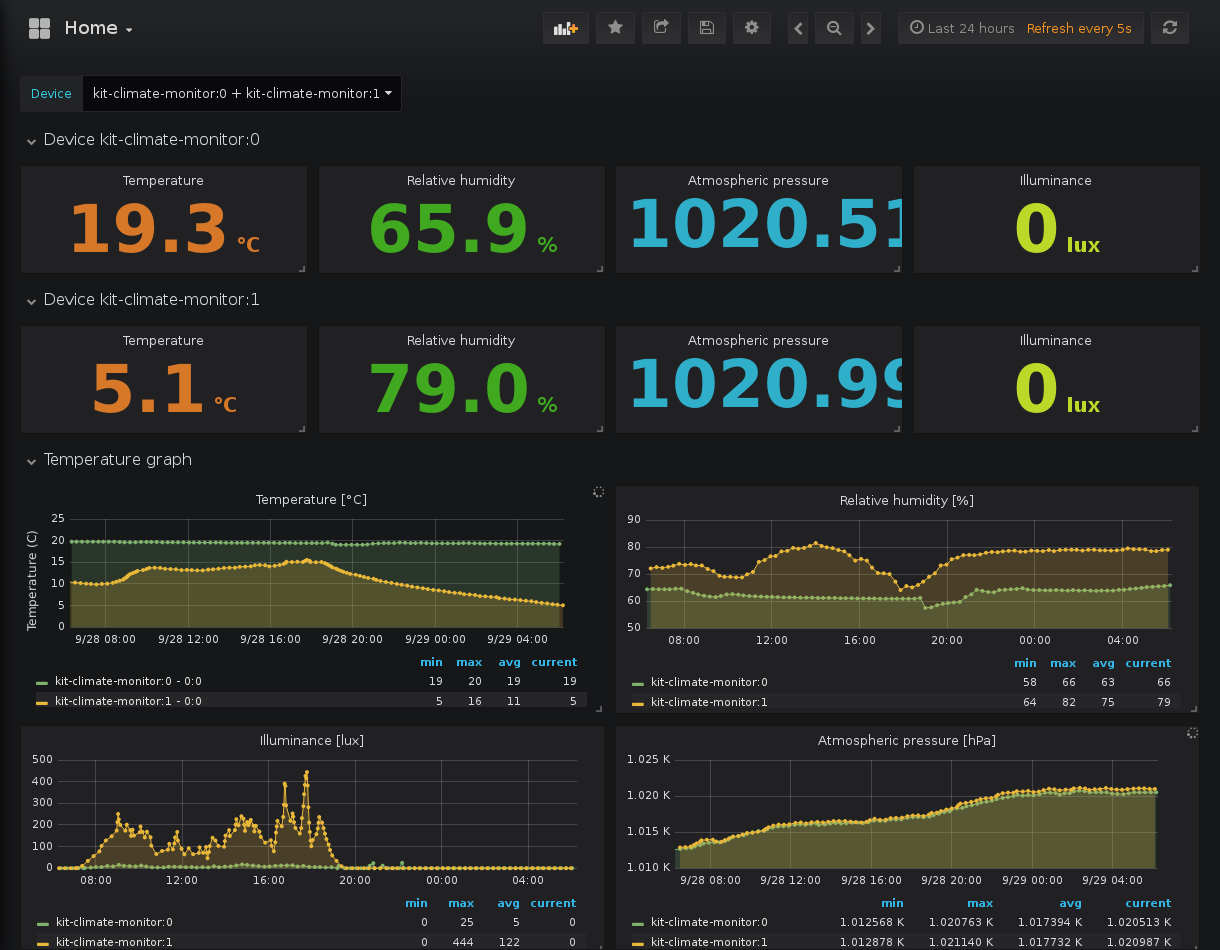 Home
Last 24 hours Refresh every 5s
Device kit-climate-monitor:0 + kit-climate-monitor:1
Device kit-climate-monitor:0
Temperature Relative humidity Atmospheric pressure Illuminance
19.3 °C 65.9 % 1020.51 0 lux
Device kit-climate-monitor:1
Temperature Relative humidity Atmospheric pressure Illuminance
5.1 °C 79.0 % 1020.99 0 lux
Temperature graph
Temperature [°C]
Temperature (C)
25
20
15
10
5
0
9/28 08:00 9/28 12:00 9/28 16:00 9/28 20:00 9/29 00:00 9/29 04:00
min max avg current
kit-climate-monitor:0 - 0:0 19 20 19 19
kit-climate-monitor:1 - 0:0 5 16 11 5
Relative humidity [%]
90
80
70
60
50
08:00 12:00 16:00 20:00 00:00 04:00
min max avg current
kit-climate-monitor:0 58 66 63 66
kit-climate-monitor:1 64 82 75 79
Illuminance [lux]
500
400
300
200
100
0
08:00 12:00 16:00 20:00 00:00 04:00
min max avg current
kit-climate-monitor:0 0 25 5 0
kit-climate-monitor:1 0 444 122 0
Atmospheric pressure [hPa]
1.025 K
1.020 K
1.015 K
1.010 K
9/28 08:00 9/28 12:00 9/28 16:00 9/28 20:00 9/29 00:00 9/29 04:00
min max avg current
kit-climate-monitor:0 1.012568 K 1.020763 K 1.017394 K 1.020513 K
kit-climate-monitor:1 1.012878 K 1.021140 K 1.017732 K 1.020987 K